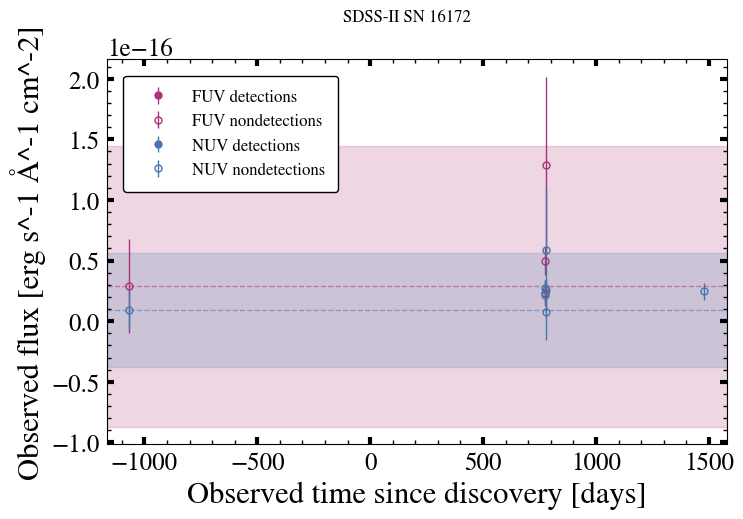 SDSS-II SN 16172
1e−16
Observed flux [erg s^-1 Å^-1 cm^-2]
2.0
1.5
1.0
0.5
0.0
−0.5
−1.0
FUV detections
FUV nondetections
NUV detections
NUV nondetections
−1000 −500 0 500 1000 1500
Observed time since discovery [days]